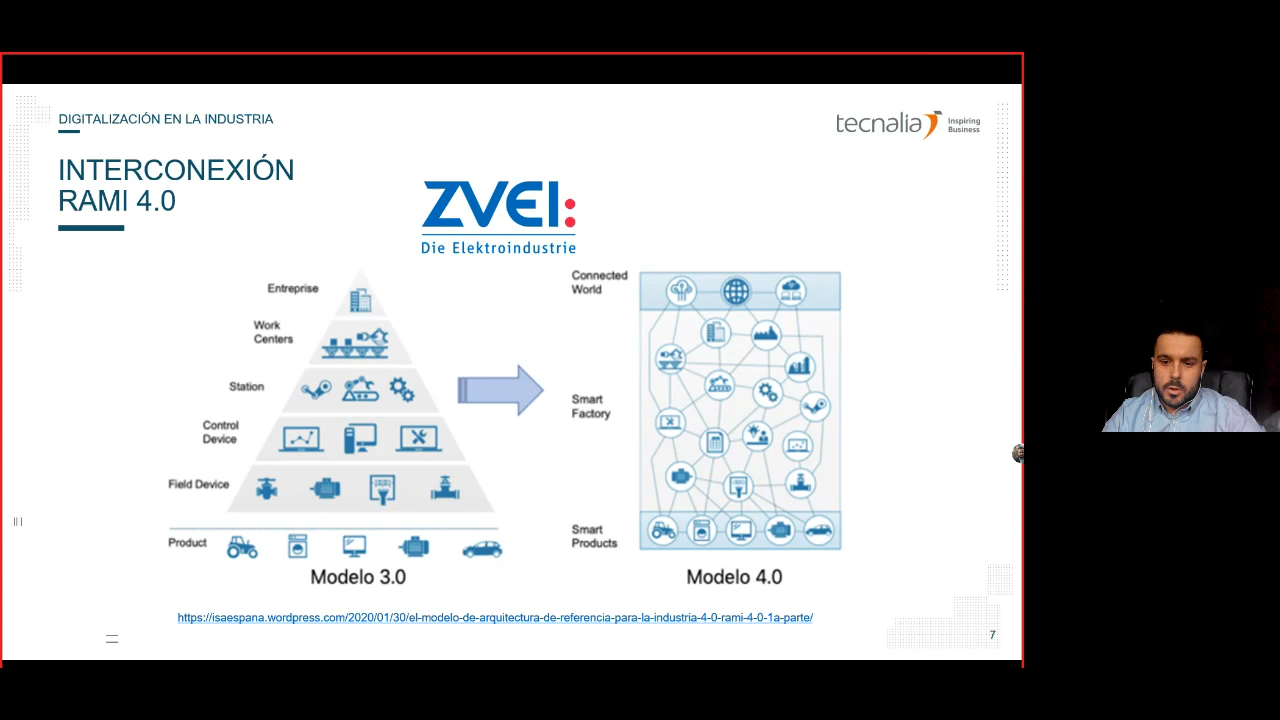 DIGITALIZACIÓN EN LA INDUSTRIA
tecnalia Inspiring
Business
INTERCONEXIÓN
RAMI 4.0
ZVEI:
Die Elektroindustrie
Entreprise
Work
Centers
Station
Control
Device
Field Device
Product
Modelo 3.0
Connected
World
Smart
Factory
Smart
Products
Modelo 4.0
https://isaespana.wordpress.com/2020/01/30/el-modelo-de-arquitectura-de-referencia-para-la-industria-4-0-rami-4-0-1a-parte/
7